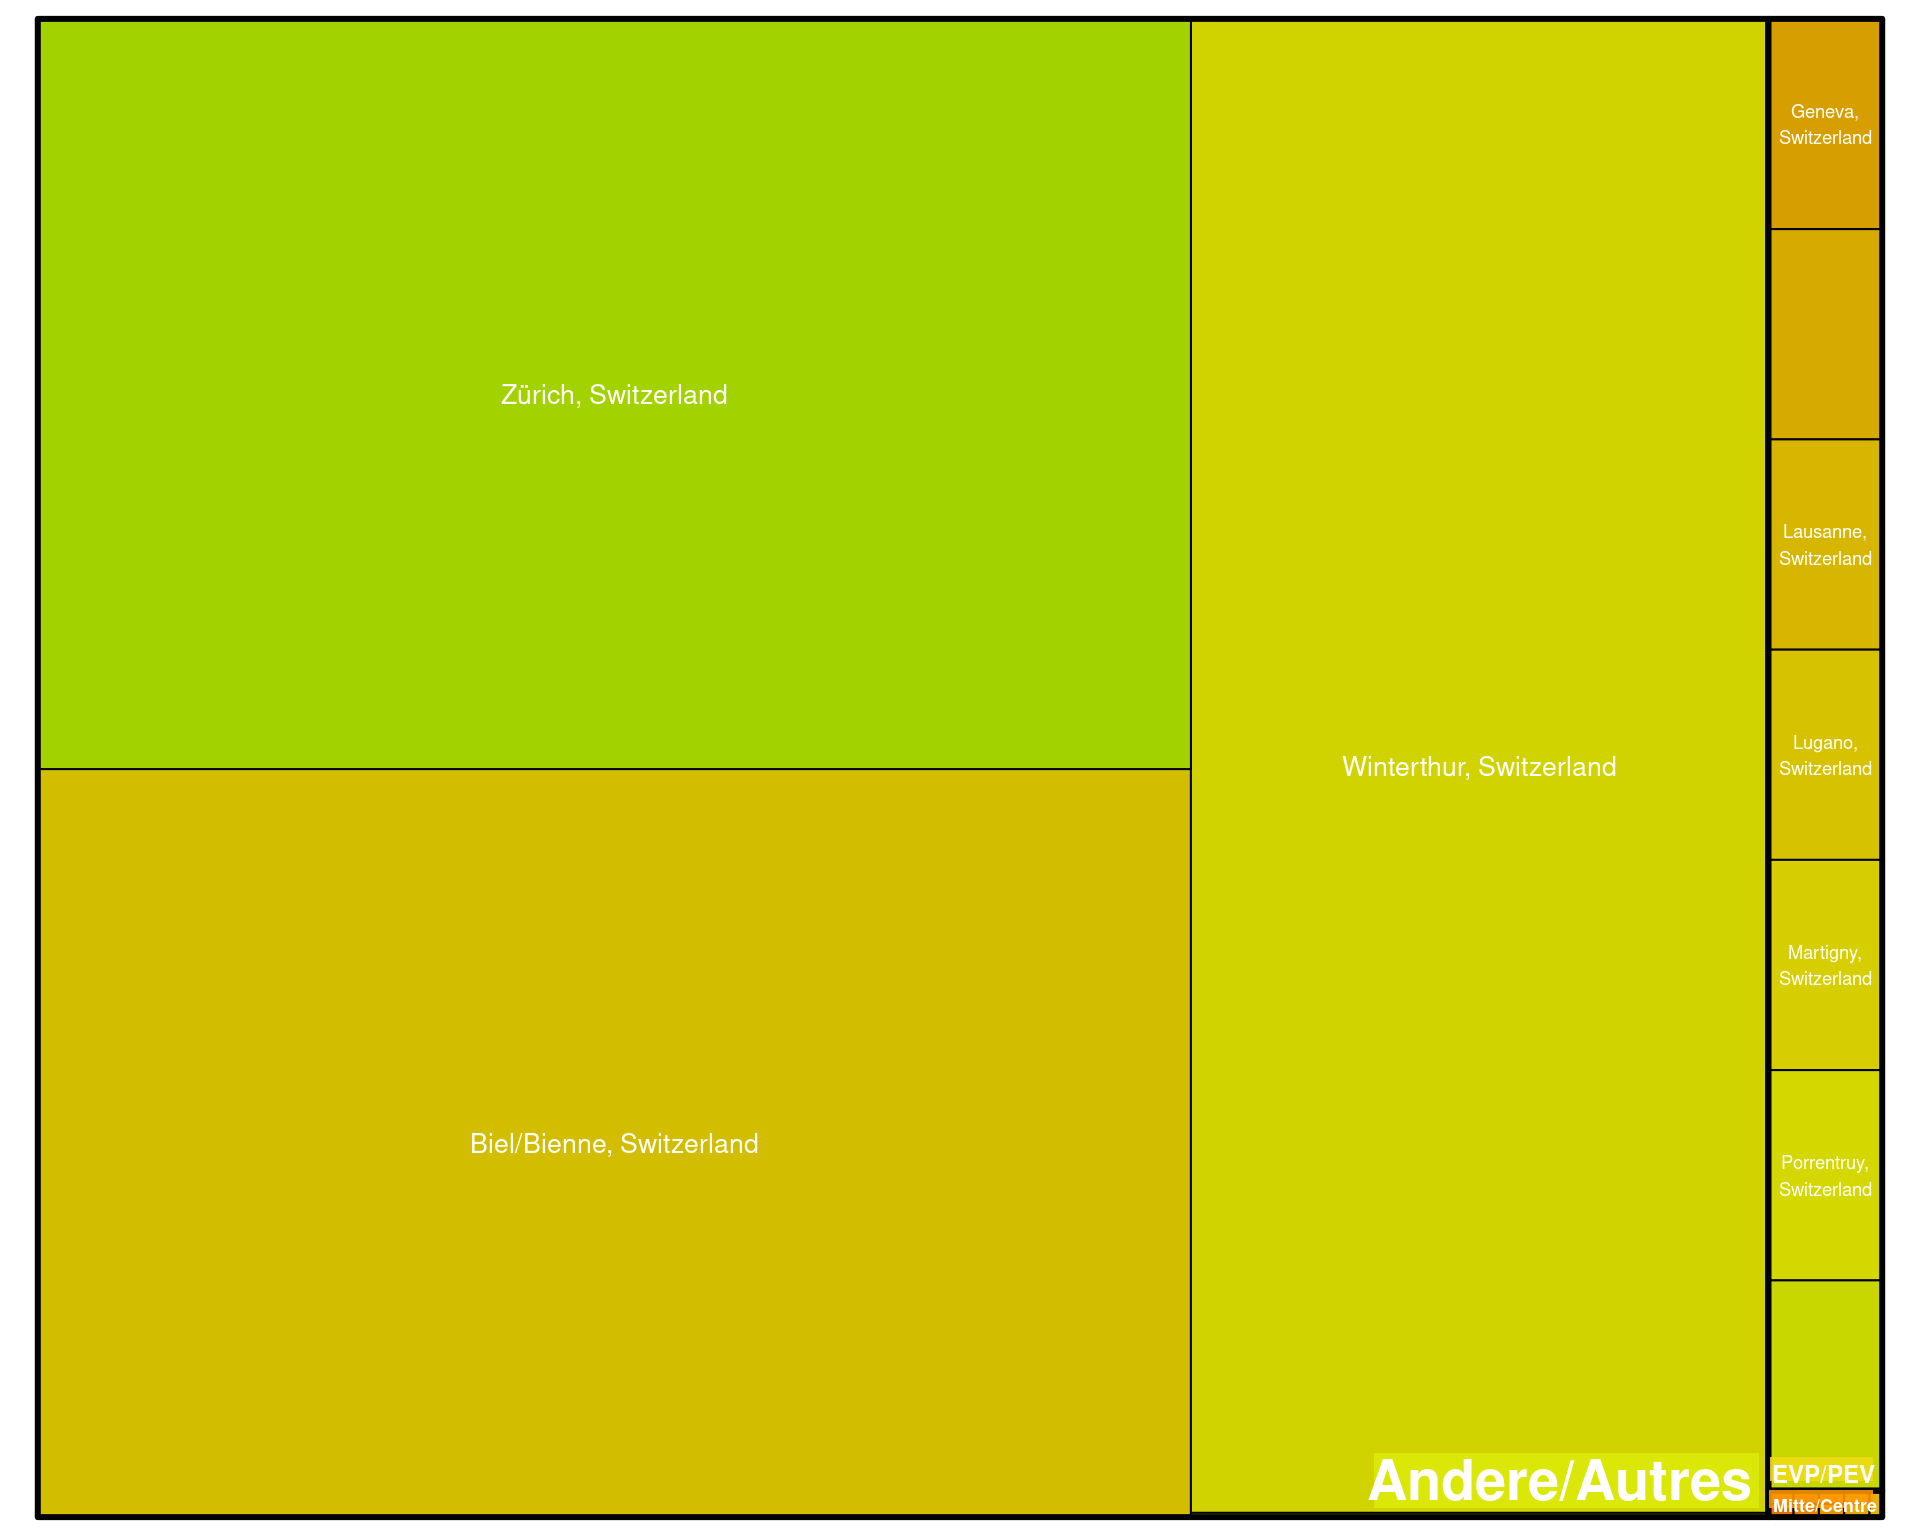 Geneva,
Switzerland
Zürich, Switzerland
Lausanne,
Switzerland
Lugano,
Switzerland
Winterthur, Switzerland
Martigny,
Switzerland
Biel/Bienne, Switzerland
Porrentruy,
Switzerland
Andere/Autres
EVP/PEV
Mitte/Centre